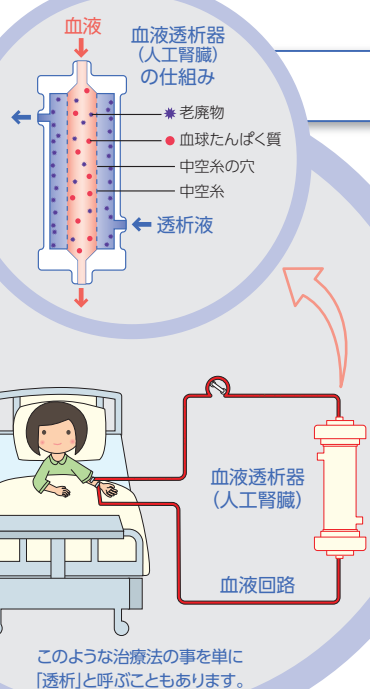 血液
血液透析器
(人工腎臓)
の仕組み
老廃物
血球たんぱく質
中空糸の穴
中空糸
透析液
血液透析器
(人工腎臓)
血液回路
このような治療法の事を単に
「透析」と呼ぶこともあります。